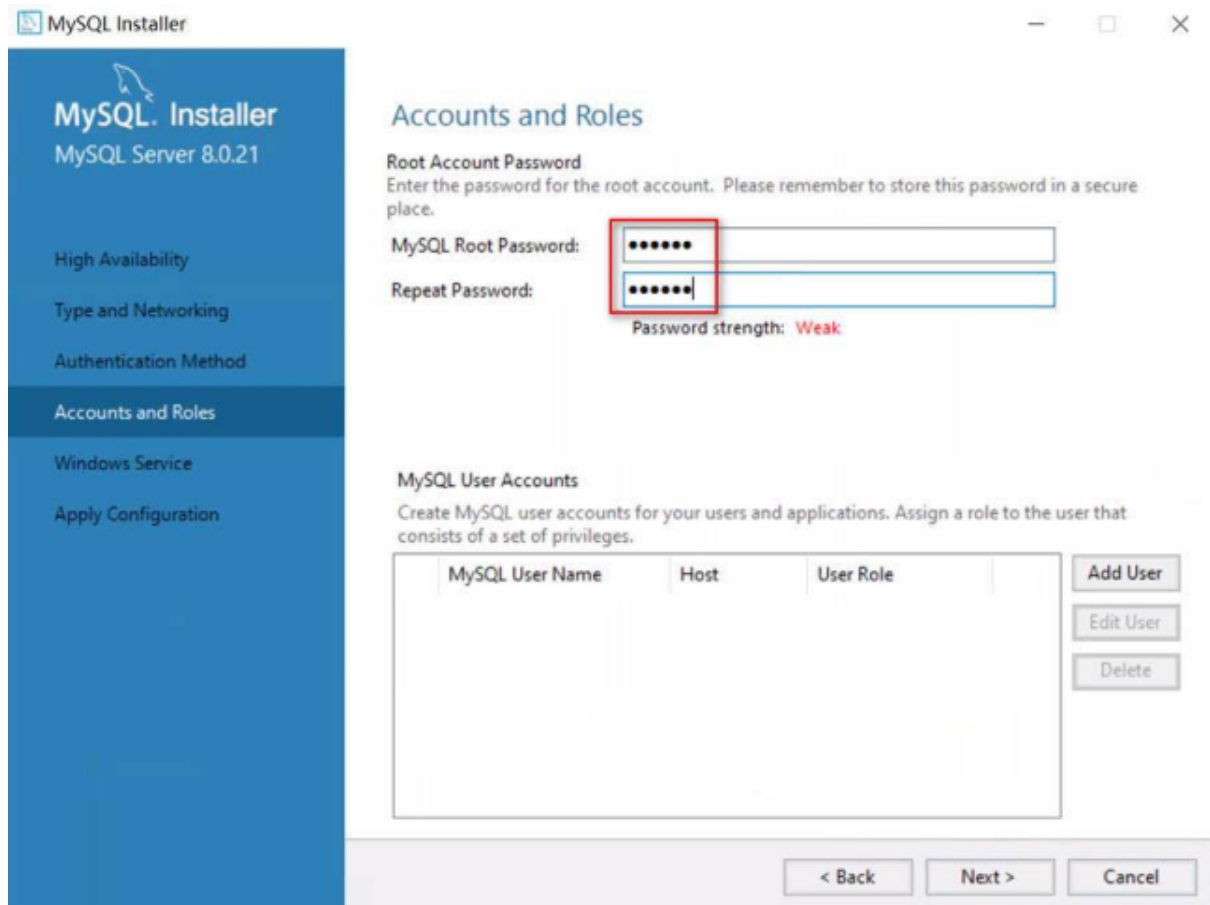 MySQL Installer
MySQL. Installer
MySQL Server 8.0.21
High Availability
Type and Networking
Authentication Method
Accounts and Roles
Windows Service
Apply Configuration
Accounts and Roles
Root Account Password
Enter the password for the root account. Please remember to store this password in a secure
place.
MySQL Root Password: ●●●●●●
Repeat Password: ●●●●●●
Password strength: Weak
MySQL User Accounts
Create MySQL user accounts for your users and applications. Assign a role to the user that
consists of a set of privileges.
MySQL User Name Host User Role
Add User
Edit User
Delete
< Back Next > Cancel